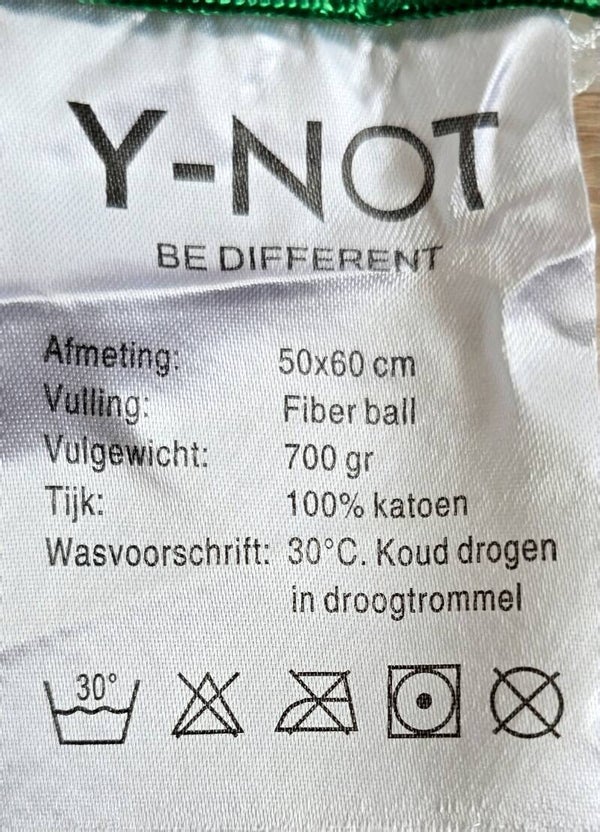 Y-NOT
BE DIFFERENT
Afmeting: 50x60 cm
Vulling: Fiber ball
Vulgewicht: 700 gr
Tijk: 100% katoen
Wasvoorschrift: 30°C. Koud drogen
in droogtrommel
30°